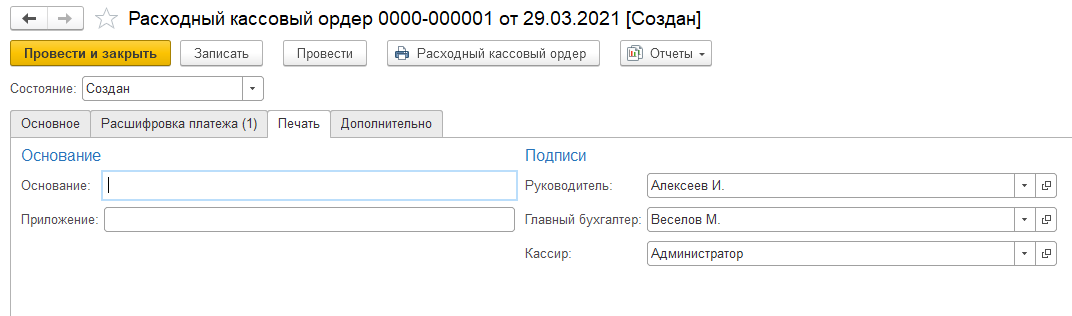 Расходный кассовый ордер 0000-000001 от 29.03.2021 [Создан]
Провести и закрыть Записать Провести Расходный кассовый ордер Отчеты
Состояние: Создан
Основное Расшифровка платежа (1) Печать Дополнительно
Основание Подписи
Основание: Руководитель: Алексеев И.
Приложение: Главный бухгалтер: Веселов М.
Кассир: Администратор